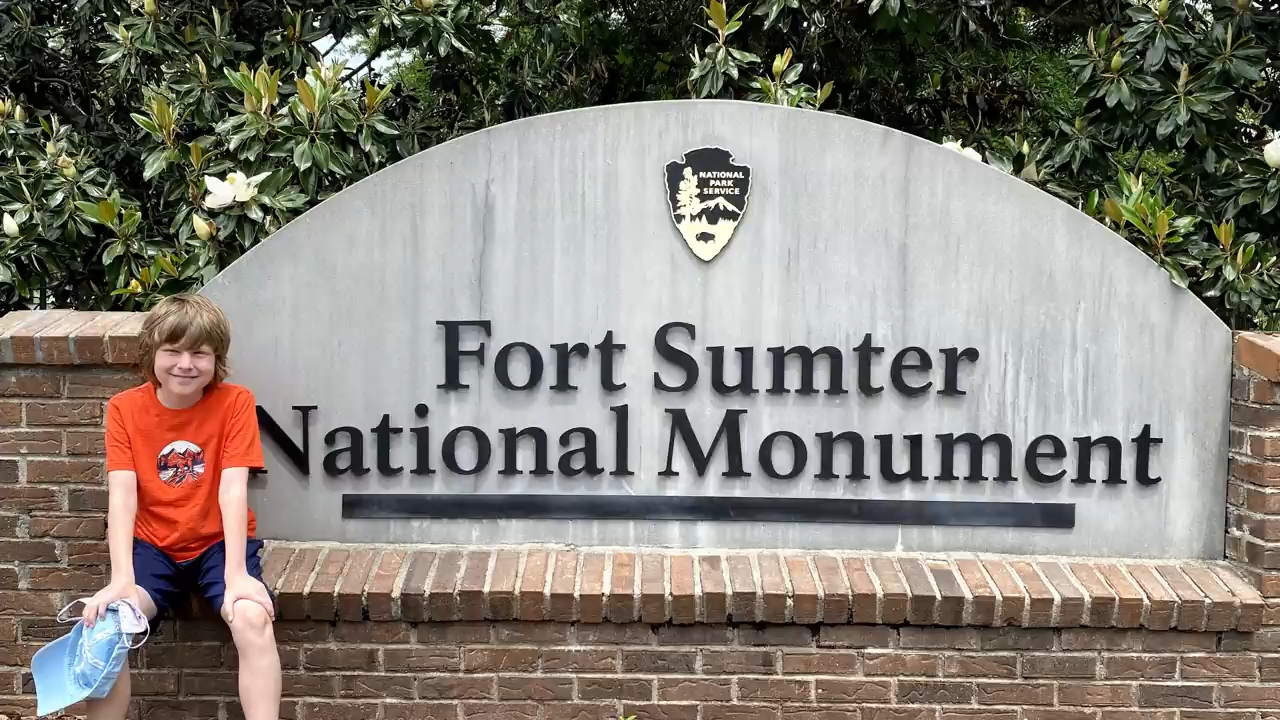 NATIONAL
PARK
SERVICE
Fort Sumter
National Monument